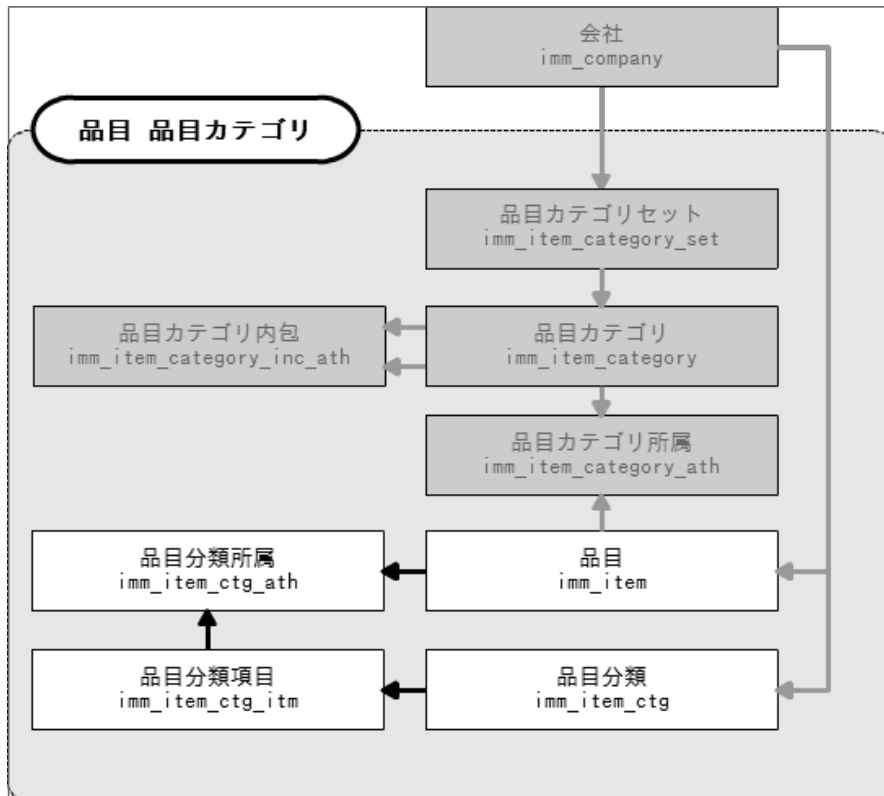 会社
imm_company
品目 品目カテゴリ
品目カテゴリセット
imm_item_category_set
品目カテゴリ内包
imm_item_category_inc_ath
品目カテゴリ
imm_item_category
品目カテゴリ所属
imm_item_category_ath
品目分類所属
imm_item_ctg_ath
品目
imm_item
品目分類項目
imm_item_ctg_itm
品目分類
imm_item_ctg